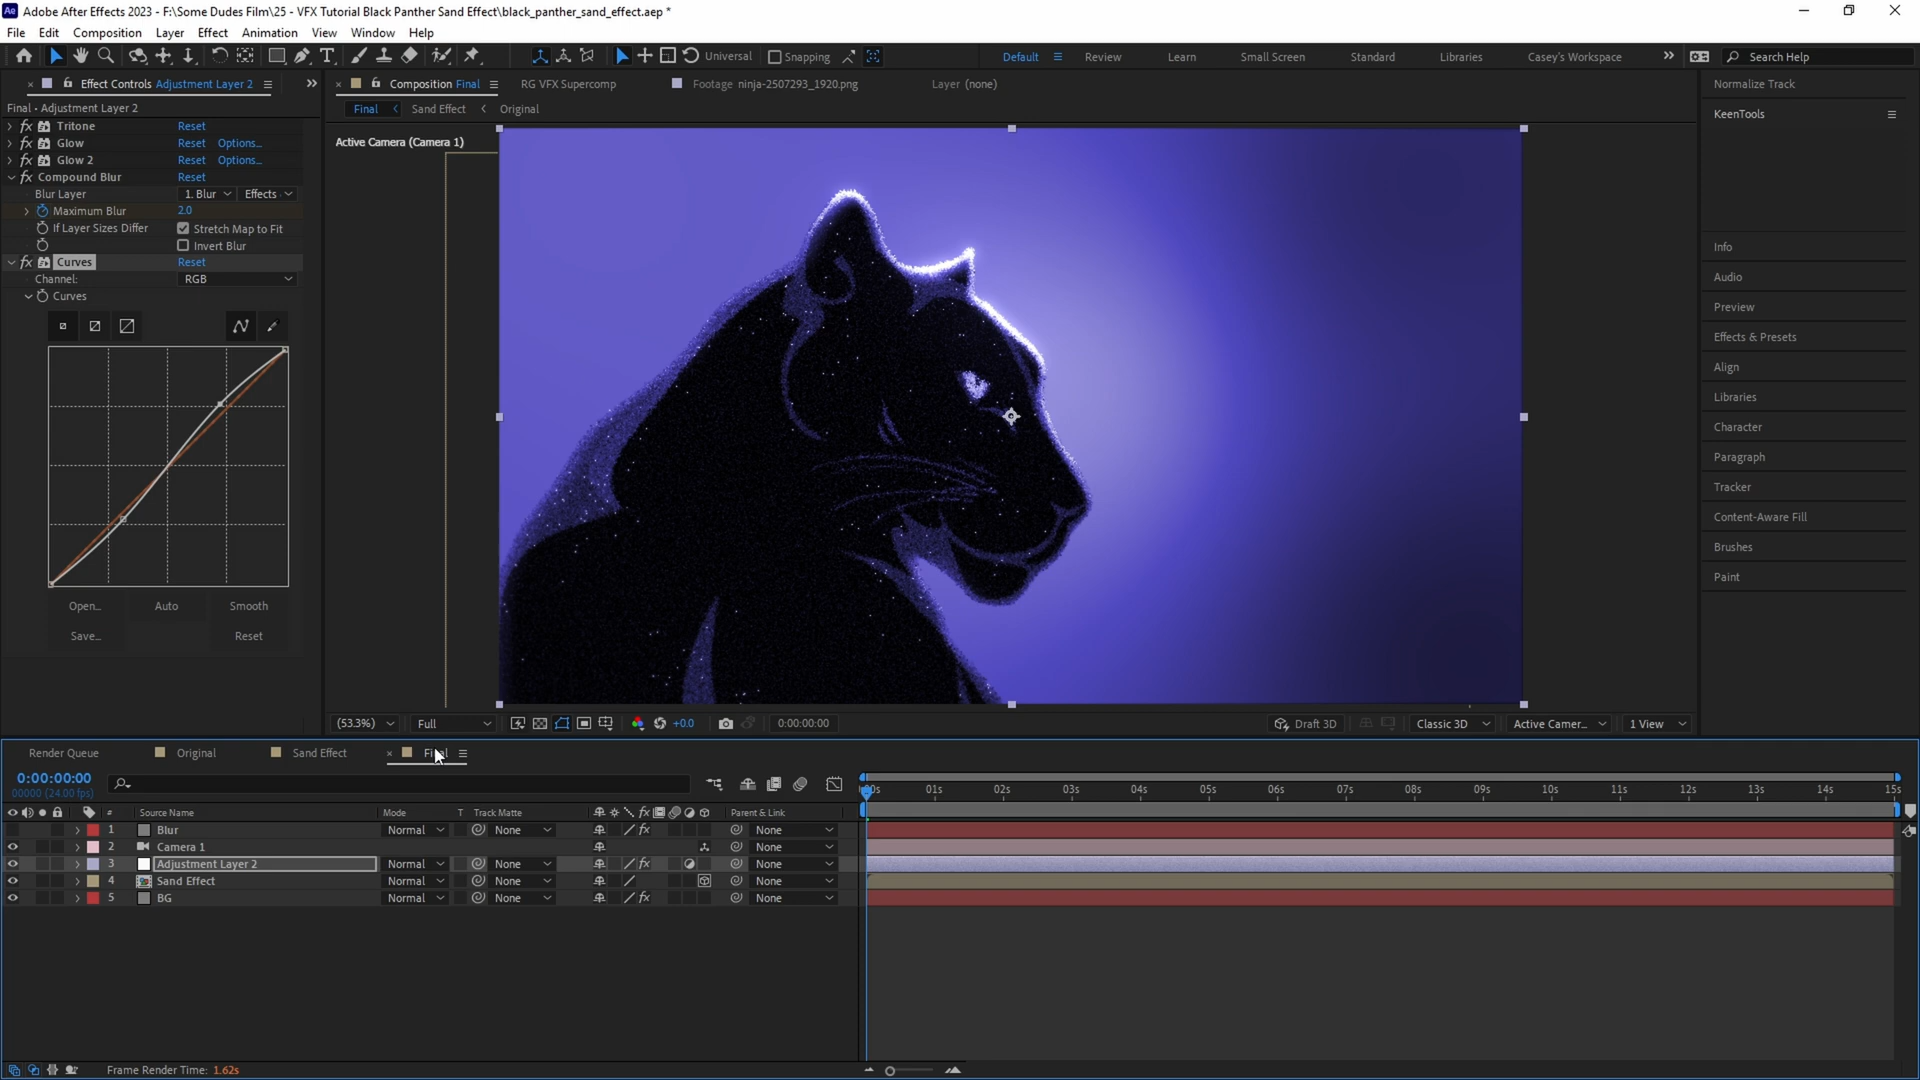 Ae Adobe After Effects 2023 - F:\Some Dudes Film\25 - VFX Tutorial Black Panther Sand Effect\black_panther_sand_effect.aep *
File Edit Composition Layer Effect Animation View Window Help
Universal Snapping Default Review Learn Small Screen Standard Libraries Casey's Workspace Search Help
Effect Controls Adjustment Layer 2
Composition Final RG VFX Supercomp Footage ninja-2507293_1920.png Layer (none)
Final • Adjustment Layer 2
Final Sand Effect Original
fx Tritone Reset
fx Glow Reset Options...
fx Glow 2 Reset Options...
fx Compound Blur Reset
Blur Layer 1. Blur Effects
Maximum Blur 2.0
If Layer Sizes Differ Stretch Map to Fit
Invert Blur
fx Curves Reset
Channel: RGB
Curves
Open... Auto Smooth
Save... Reset
Active Camera (Camera 1)
Normalize Track
KeenTools
Info
Audio
Preview
Effects & Presets
Align
Libraries
Character
Paragraph
Tracker
Content-Aware Fill
Brushes
Paint
(53.3%) Full +0.0 0:00:00:00 Draft 3D Classic 3D Active Camer... 1 View
Render Queue Original Sand Effect Final
0:00:00:00
00000 (24.00 fps)
01s 02s 03s 04s 05s 06s 07s 08s 09s 10s 11s 12s 13s 14s 15s
# Source Name Mode T Track Matte fx Parent & Link
1 Blur Normal None fx None
2 Camera 1 None
3 Adjustment Layer 2 Normal None fx None
4 Sand Effect Normal None None
5 BG Normal None fx None
Frame Render Time: 1.62s